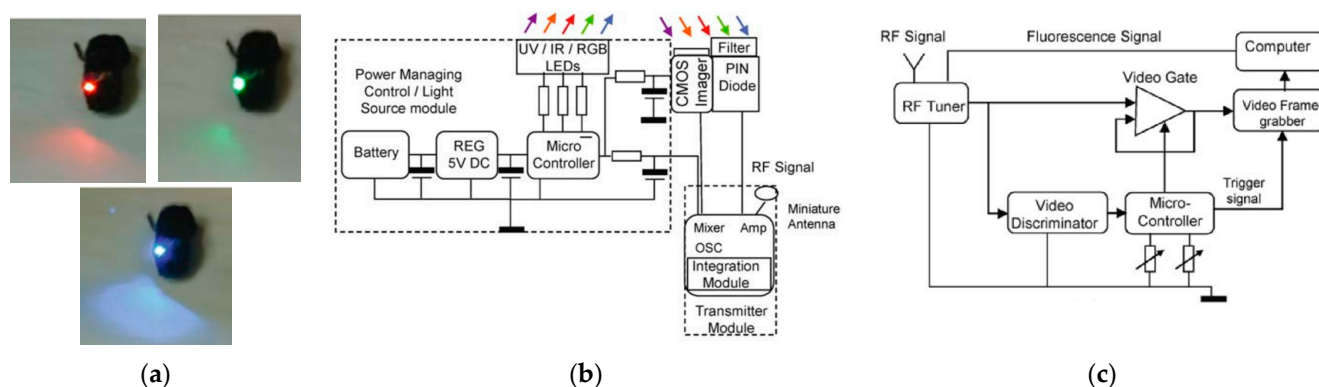 UV / IR / RGB
LEDs
Power Managing
Control / Light
Source module
CMOS
Imager
Filter
PIN
Diode
Battery
REG
5V DC
Micro
Controller
RF Signal
Miniature
Antenna
Mixer
Amp
OSC
Integration
Module
Transmitter
Module
RF Signal
Fluorescence Signal
Computer
Video Gate
RF Tuner
Video Frame
grabber
Trigger
signal
Video
Discriminator
Micro-
Controller
(a)
(b)
(c)